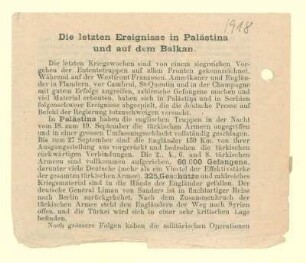 1918
Die letzten Ereignisse in Palästina
und auf dem Balkan.
Die letzten Kriegswochen sind von einem siegreichen Vor-
gehen der Ententetruppen auf allen Fronten gekennzeichnet.
Während auf der Westfront Franzosen, Amerikaner und Englän-
der in Flandern, vor Cambrai, St-Quentin und in der Champagne
mit gutem Erfolge angreifen, zahlreiche Gefangene machen und
viel Material erbeuten, haben sich in Palästina und in Serbien
folgenschwere Ereignisse abgespielt, die die deutsche Presse auf
Befehl der Regierung totzuschweigen versucht.
In Palästina haben die englischen Truppen in der Nacht
vom 18. zum 19. September die türkischen Armeen angegriffen
und in einer grossen Umfassungsschlacht vollständig geschlagen.
Bis zum 27 September sind die Engländer 150 Km. von ihrer
Ausgangsstellung aus vorgerückt und bedrohen die türkischen
rückwärtigen Verbindungen. Die 2., 4., 6. und 8. türkischen
Armeen sind vollkommen aufgerieben, 60 000 Gefangene,
darunter viele Deutsche (mehr als ein Viertel der Effektivstärke
der gesamten türkischen Armee) 325 Geschütze und zahlreiches
Kriegsmaterial sind in die Hände der Engländer gefallen. Der
deutsche General Liman von Sanders ist in fluchtartiger Reise
nach Berlin zurückgekehrt. Nach dem Zusammenbruch der
türkischen Armee steht den Engländern der Weg nach Syrien
offen, und die Türkei wird sich in einer sehr kritischen Lage
befinden.
Noch grössere Folgen haben die militärischen Operationen